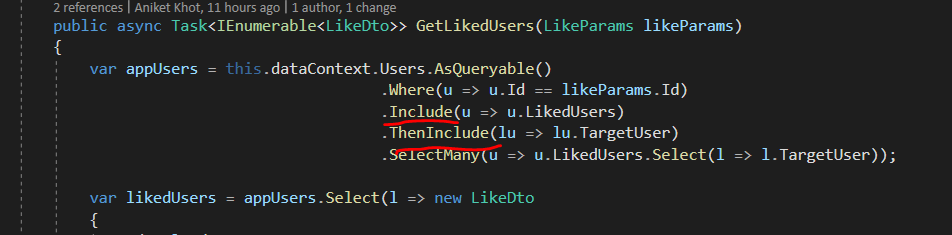 2 references | Aniket Khot, 11 hours ago | 1 author, 1 change
public async Task<IEnumerable<LikeDto>> GetLikedUsers(LikeParams likeParams)
{
var appUsers = this.dataContext.Users.AsQueryable()
.Where(u => u.Id == likeParams.Id)
.Include(u => u.LikedUsers)
.ThenInclude(lu => lu.TargetUser)
.SelectMany(u => u.LikedUsers.Select(l => l.TargetUser));
var likedUsers = appUsers.Select(l => new LikeDto
{